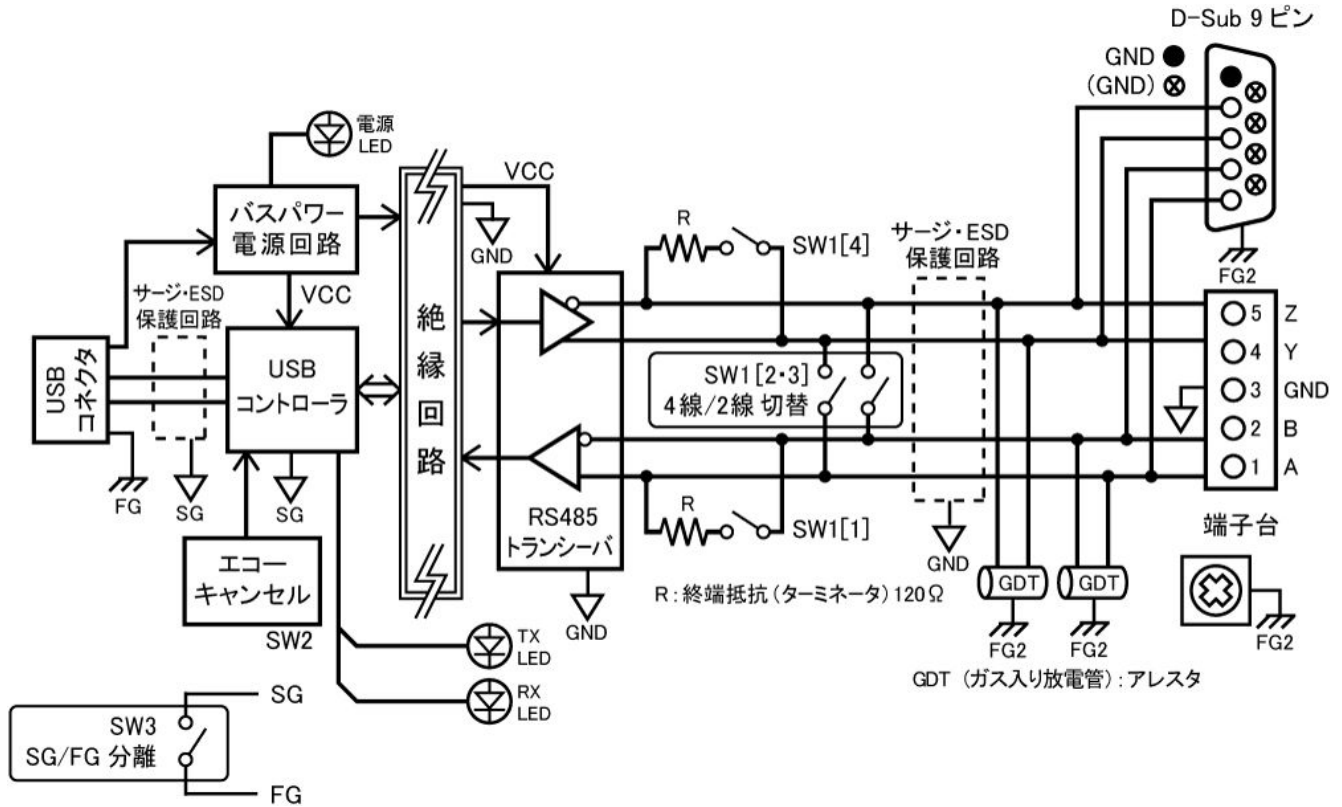 D-Sub 9 ピン
GND
(GND)
FG2
電源
LED
バスパワー
電源回路
VCC
サージ・ESD
保護回路
USB
コネクタ
USB
コントローラ
FG
SG
SG
エコー
キャンセル
SW2
TX
LED
RX
LED
SG
SW3
SG/FG 分離
FG
絶縁回路
VCC
GND
RS485
トランシーバ
GND
R
SW1[4]
SW1[2・3]
4線/2線 切替
R
SW1[1]
R:終端抵抗(ターミネータ)120Ω
サージ・ESD
保護回路
GND
GDT
GDT
FG2
FG2
GDT (ガス入り放電管):アレスタ
5 Z
4 Y
3 GND
2 B
1 A
端子台
FG2